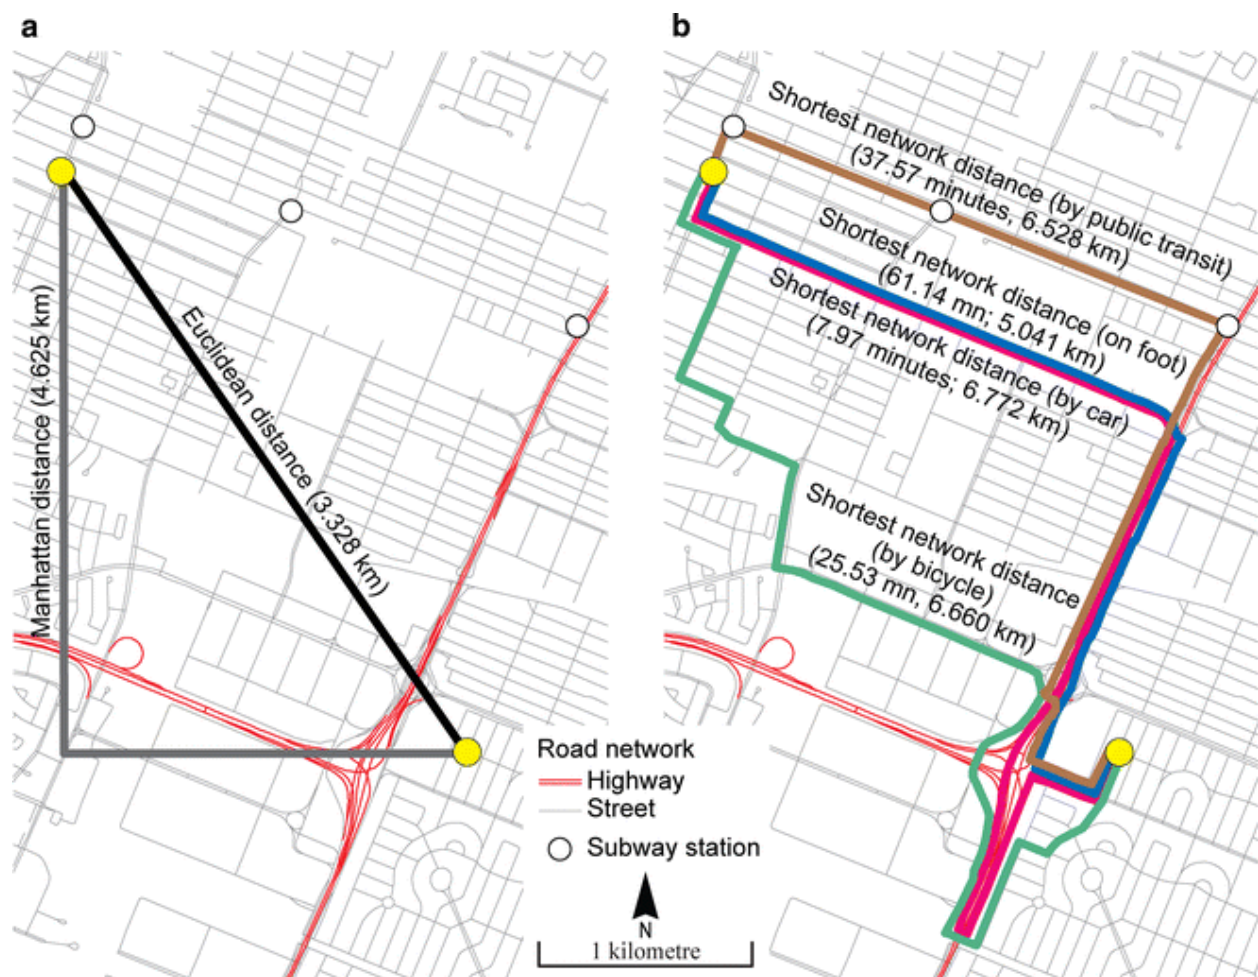 a
Manhattan distance (4.625 km)
Euclidean distance (3.328 km)
b
Shortest network distance (by public transit)
(37.57 minutes, 6.528 km)
Shortest network distance (on foot)
(61.14 mn; 5.041 km)
Shortest network distance (by car)
(7.97 minutes; 6.772 km)
Shortest network distance
(by bicycle)
(25.53 mn, 6.660 km)
Road network
Highway
Street
Subway station
N
1 kilometre